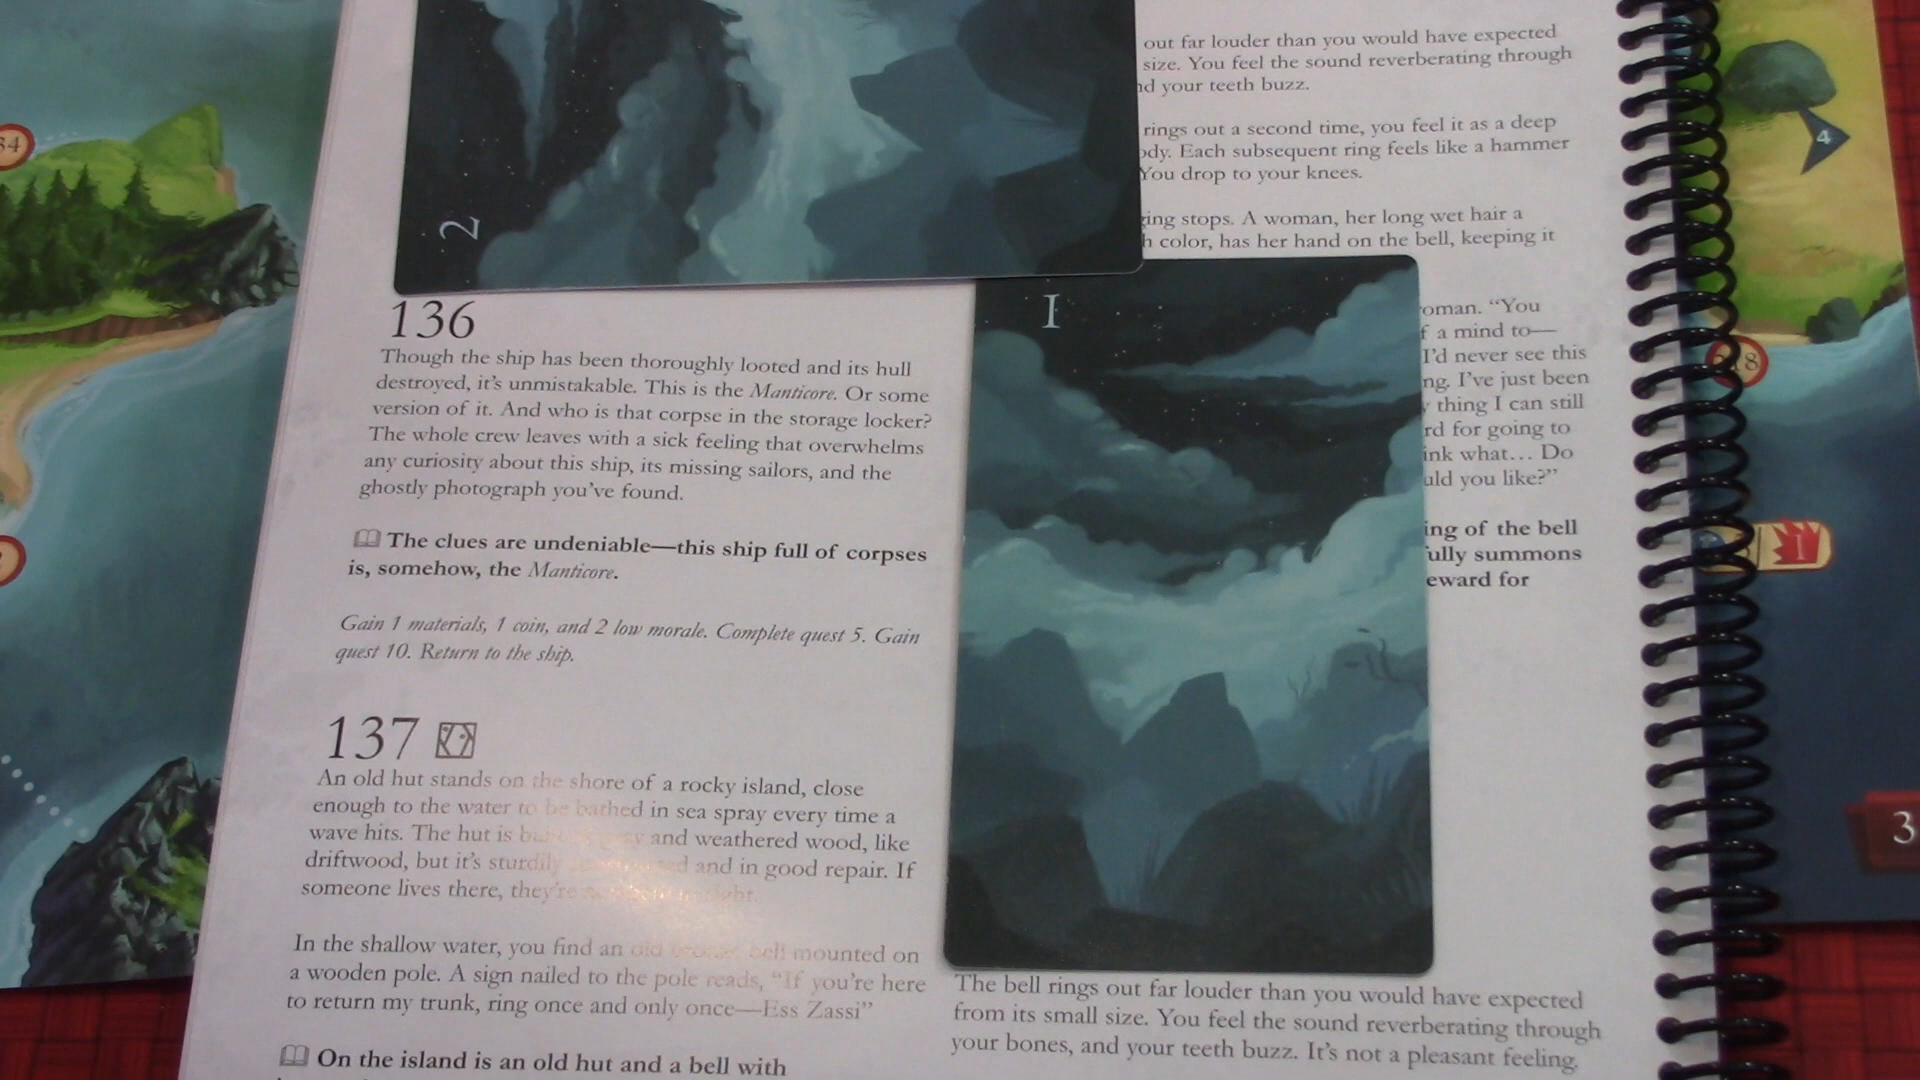 34
2
136
Though the ship has been thoroughly looted and its hull
destroyed, it's unmistakable. This is the Manticore. Or some
version of it. And who is that corpse in the storage locker?
The whole crew leaves with a sick feeling that overwhelms
any curiosity about this ship, its missing sailors, and the
ghostly photograph you've found.
The clues are undeniable—this ship full of corpses
is, somehow, the Manticore.
Gain 1 materials, 1 coin, and 2 low morale. Complete quest 5. Gain
quest 10. Return to the ship.
137
An old hut stands on the shore of a rocky island, close
enough to the water to be bathed in sea spray every time a
wave hits. The hut is and weathered wood, like
driftwood, but it's sturdily and in good repair. If
someone lives there, they're
In the shallow water, you find an old bell mounted on
a wooden pole. A sign nailed to the pole reads, "If you're here
to return my trunk, ring once and only once—Ess Zassi"
On the island is an old hut and a bell with
out far louder than you would have expected
size. You feel the sound reverberating through
your teeth buzz.
rings out a second time, you feel it as a deep
Each subsequent ring feels like a hammer
You drop to your knees.
stops. A woman, her long wet hair a
color, has her hand on the bell, keeping it
1
"You
a mind to—
I'd never see this
I've just been
thing I can still
for going to
what… Do
you like?"
of the bell
summons
for
The bell rings out far louder than you would have expected
from its small size. You feel the sound reverberating through
your bones, and your teeth buzz. It's not a pleasant feeling.
4
1
3